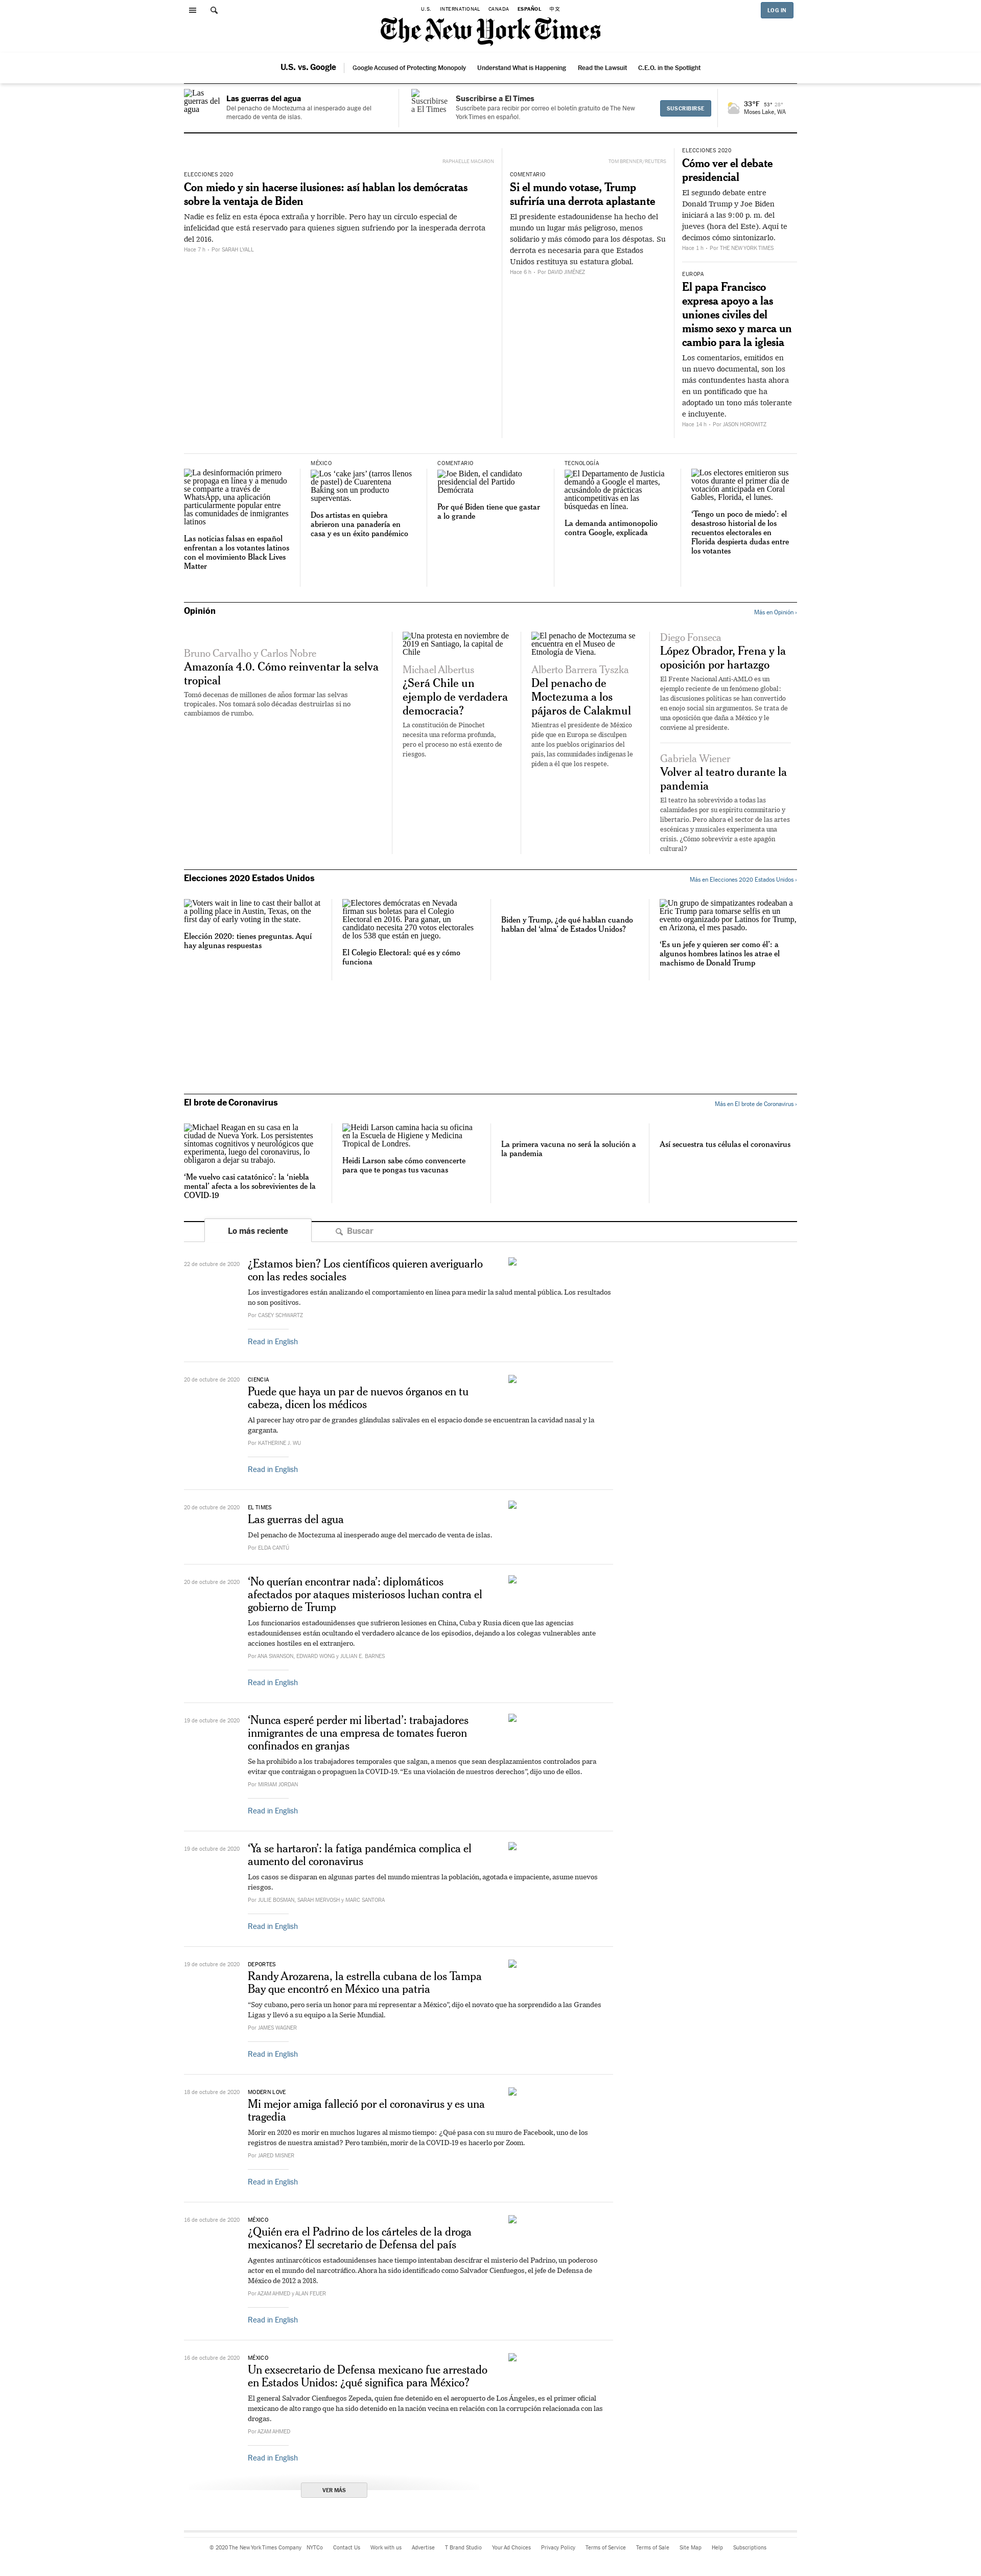 U.S.
INTERNATIONAL
CANADA
ESPAÑOL
中文
LOG IN
The New York Times
U.S. vs. Google
Google Accused of Protecting Monopoly
Understand What is Happening
Read the Lawsuit
C.E.O. in the Spotlight
Las guerras del agua
Las guerras del agua
Del penacho de Moctezuma al inesperado auge del
mercado de venta de islas.
Suscribirse a El Times
Suscribirse a El Times
Suscríbete para recibir por correo el boletín gratuito de The New
York Times en español.
SUSCRIBIRSE
33°F 53° 28°
Moses Lake, WA
RAPHAELLE MACARON
ELECCIONES 2020
Con miedo y sin hacerse ilusiones: así hablan los demócratas
sobre la ventaja de Biden
Nadie es feliz en esta época extraña y horrible. Pero hay un círculo especial de
infelicidad que está reservado para quienes siguen sufriendo por la inesperada derrota
del 2016.
Hace 7 h • Por SARAH LYALL
TOM BRENNER/REUTERS
COMENTARIO
Si el mundo votase, Trump
sufriría una derrota aplastante
El presidente estadounidense ha hecho del
mundo un lugar más peligroso, menos
solidario y más cómodo para los déspotas. Su
derrota es necesaria para que Estados
Unidos restituya su estatura global.
Hace 6 h • Por DAVID JIMÉNEZ
ELECCIONES 2020
Cómo ver el debate
presidencial
El segundo debate entre
Donald Trump y Joe Biden
iniciará a las 9:00 p. m. del
jueves (hora del Este). Aquí te
decimos cómo sintonizarlo.
Hace 1 h • Por THE NEW YORK TIMES
EUROPA
El papa Francisco
expresa apoyo a las
uniones civiles del
mismo sexo y marca un
cambio para la iglesia
Los comentarios, emitidos en
un nuevo documental, son los
más contundentes hasta ahora
en un pontificado que ha
adoptado un tono más tolerante
e incluyente.
Hace 14 h • Por JASON HOROWITZ
La desinformación primero
se propaga en línea y a menudo
se comparte a través de
WhatsApp, una aplicación
particularmente popular entre
las comunidades de inmigrantes
latinos
Las noticias falsas en español
enfrentan a los votantes latinos
con el movimiento Black Lives
Matter
MÉXICO
Los 'cake jars' (tarros llenos
de pastel) de Cuarentena
Baking son un producto
superventas.
Dos artistas en quiebra
abrieron una panadería en
casa y es un éxito pandémico
COMENTARIO
Joe Biden, el candidato
presidencial del Partido
Demócrata
Por qué Biden tiene que gastar
a lo grande
TECNOLOGÍA
El Departamento de Justicia
demandó a Google el martes,
acusándolo de prácticas
anticompetitivas en las
búsquedas en línea.
La demanda antimonopolio
contra Google, explicada
Los electores emitieron sus
votos durante el primer día de
votación anticipada en Coral
Gables, Florida, el lunes.
‘Tengo un poco de miedo’: el
desastroso historial de los
recuentos electorales en
Florida despierta dudas entre
los votantes
Opinión
Más en Opinión ›
Bruno Carvalho y Carlos Nobre
Amazonía 4.0. Cómo reinventar la selva
tropical
Tomó decenas de millones de años formar las selvas
tropicales. Nos tomará solo décadas destruirlas si no
cambiamos de rumbo.
Una protesta en noviembre de
2019 en Santiago, la capital de
Chile
Michael Albertus
¿Será Chile un
ejemplo de verdadera
democracia?
La constitución de Pinochet
necesita una reforma profunda,
pero el proceso no está exento de
riesgos.
El penacho de Moctezuma se
encuentra en el Museo de
Etnología de Viena.
Alberto Barrera Tyszka
Del penacho de
Moctezuma a los
pájaros de Calakmul
Mientras el presidente de México
pide que en Europa se disculpen
ante los pueblos originarios del
país, las comunidades indígenas le
piden a él que los respete.
Diego Fonseca
López Obrador, Frena y la
oposición por hartazgo
El Frente Nacional Anti-AMLO es un
ejemplo reciente de un fenómeno global:
las discusiones políticas se han convertido
en enojo social sin argumentos. Se trata de
una oposición que daña a México y le
conviene al presidente.
Gabriela Wiener
Volver al teatro durante la
pandemia
El teatro ha sobrevivido a todas las
calamidades por su espíritu comunitario y
libertario. Pero ahora el sector de las artes
escénicas y musicales experimenta una
crisis. ¿Cómo sobrevivir a este apagón
cultural?
Elecciones 2020 Estados Unidos
Más en Elecciones 2020 Estados Unidos ›
Voters wait in line to cast their ballot at
a polling place in Austin, Texas, on the
first day of early voting in the state.
Elección 2020: tienes preguntas. Aquí
hay algunas respuestas
Electores demócratas en Nevada
firman sus boletas para el Colegio
Electoral en 2016. Para ganar, un
candidato necesita 270 votos electorales
de los 538 que están en juego.
El Colegio Electoral: qué es y cómo
funciona
Biden y Trump, ¿de qué hablan cuando
hablan del ‘alma’ de Estados Unidos?
Un grupo de simpatizantes rodeaban a
Eric Trump para tomarse selfis en un
evento organizado por Latinos for Trump,
en Arizona, el mes pasado.
‘Es un jefe y quieren ser como él’: a
algunos hombres latinos les atrae el
machismo de Donald Trump
El brote de Coronavirus
Más en El brote de Coronavirus ›
Michael Reagan en su casa en la
ciudad de Nueva York. Los persistentes
síntomas cognitivos y neurológicos que
experimenta, luego del coronavirus, lo
obligaron a dejar su trabajo.
‘Me vuelvo casi catatónico’: la ‘niebla
mental’ afecta a los sobrevivientes de la
COVID-19
Heidi Larson camina hacia su oficina
en la Escuela de Higiene y Medicina
Tropical de Londres.
Heidi Larson sabe cómo convencerte
para que te pongas tus vacunas
La primera vacuna no será la solución a
la pandemia
Así secuestra tus células el coronavirus
Lo más reciente
Buscar
22 de octubre de 2020
¿Estamos bien? Los científicos quieren averiguarlo
con las redes sociales
Los investigadores están analizando el comportamiento en línea para medir la salud mental pública. Los resultados
no son positivos.
Por CASEY SCHWARTZ
Read in English
20 de octubre de 2020
CIENCIA
Puede que haya un par de nuevos órganos en tu
cabeza, dicen los médicos
Al parecer hay otro par de grandes glándulas salivales en el espacio donde se encuentran la cavidad nasal y la
garganta.
Por KATHERINE J. WU
Read in English
20 de octubre de 2020
EL TIMES
Las guerras del agua
Del penacho de Moctezuma al inesperado auge del mercado de venta de islas.
Por ELDA CANTÚ
20 de octubre de 2020
‘No querían encontrar nada’: diplomáticos
afectados por ataques misteriosos luchan contra el
gobierno de Trump
Los funcionarios estadounidenses que sufrieron lesiones en China, Cuba y Rusia dicen que las agencias
estadounidenses están ocultando el verdadero alcance de los episodios, dejando a los colegas vulnerables ante
acciones hostiles en el extranjero.
Por ANA SWANSON, EDWARD WONG y JULIAN E. BARNES
Read in English
19 de octubre de 2020
‘Nunca esperé perder mi libertad’: trabajadores
inmigrantes de una empresa de tomates fueron
confinados en granjas
Se ha prohibido a los trabajadores temporales que salgan, a menos que sean desplazamientos controlados para
evitar que contraigan o propaguen la COVID-19. “Es una violación de nuestros derechos”, dijo uno de ellos.
Por MIRIAM JORDAN
Read in English
19 de octubre de 2020
‘Ya se hartaron’: la fatiga pandémica complica el
aumento del coronavirus
Los casos se disparan en algunas partes del mundo mientras la población, agotada e impaciente, asume nuevos
riesgos.
Por JULIE BOSMAN, SARAH MERVOSH y MARC SANTORA
Read in English
19 de octubre de 2020
DEPORTES
Randy Arozarena, la estrella cubana de los Tampa
Bay que encontró en México una patria
“Soy cubano, pero sería un honor para mí representar a México”, dijo el novato que ha sorprendido a las Grandes
Ligas y llevó a su equipo a la Serie Mundial.
Por JAMES WAGNER
Read in English
18 de octubre de 2020
MODERN LOVE
Mi mejor amiga falleció por el coronavirus y es una
tragedia
Morir en 2020 es morir en muchos lugares al mismo tiempo: ¿Qué pasa con su muro de Facebook, uno de los
registros de nuestra amistad? Pero también, morir de la COVID-19 es hacerlo por Zoom.
Por JARED MISNER
Read in English
16 de octubre de 2020
MÉXICO
¿Quién era el Padrino de los cárteles de la droga
mexicanos? El secretario de Defensa del país
Agentes antinarcóticos estadounidenses hace tiempo intentaban descifrar el misterio del Padrino, un poderoso
actor en el mundo del narcotráfico. Ahora ha sido identificado como Salvador Cienfuegos, el jefe de Defensa de
México de 2012 a 2018.
Por AZAM AHMED y ALAN FEUER
Read in English
16 de octubre de 2020
MÉXICO
Un exsecretario de Defensa mexicano fue arrestado
en Estados Unidos: ¿qué significa para México?
El general Salvador Cienfuegos Zepeda, quien fue detenido en el aeropuerto de Los Ángeles, es el primer oficial
mexicano de alto rango que ha sido detenido en la nación vecina en relación con la corrupción relacionada con las
drogas.
Por AZAM AHMED
Read in English
VER MÁS
© 2020 The New York Times Company
NYTCo
Contact Us
Work with us
Advertise
T Brand Studio
Your Ad Choices
Privacy Policy
Terms of Service
Terms of Sale
Site Map
Help
Subscriptions